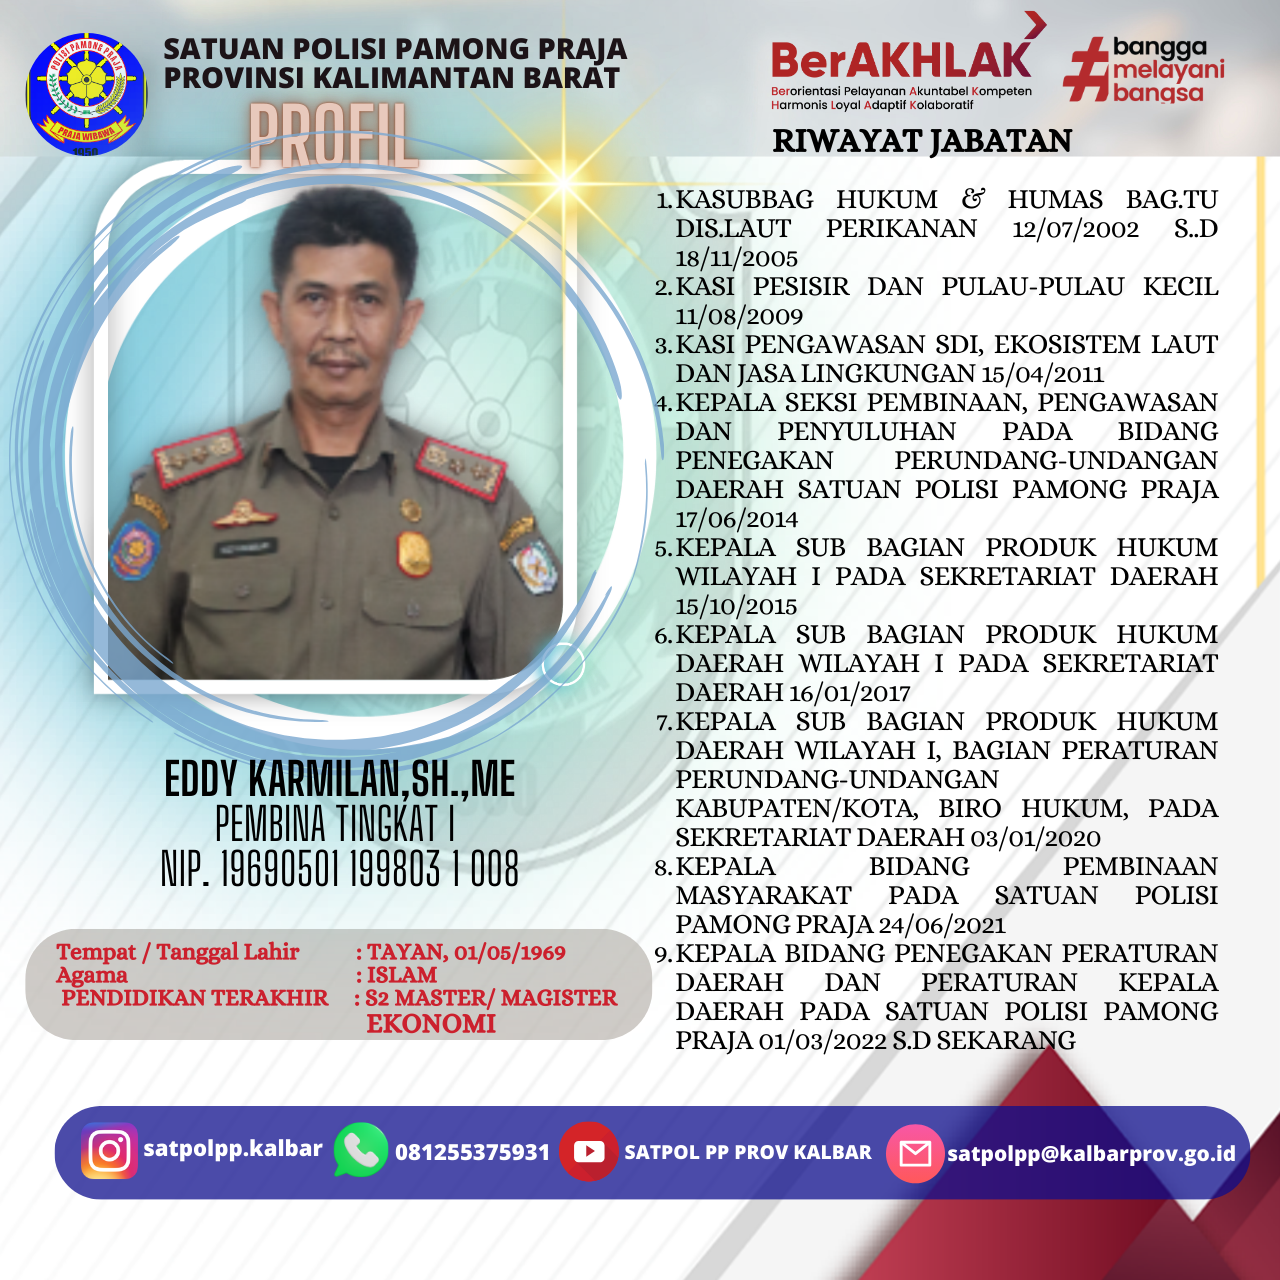 SATUAN POLISI PAMONG PRAJA
PROVINSI KALIMANTAN BARAT
POLISI PAMONG PRAJA
PRAJA WIBAWA
1950
PROFIL
BerAKHLAK
Berorientasi Pelayanan Akuntabel Kompeten
Harmonis Loyal Adaptif Kolaboratif
#bangga
melayani
bangsa
RIWAYAT JABATAN
1. KASUBBAG HUKUM & HUMAS BAG.TU
DIS.LAUT PERIKANAN 12/07/2002 S..D
18/11/2005
2. KASI PESISIR DAN PULAU-PULAU KECIL
11/08/2009
3. KASI PENGAWASAN SDI, EKOSISTEM LAUT
DAN JASA LINGKUNGAN 15/04/2011
4. KEPALA SEKSI PEMBINAAN, PENGAWASAN
DAN PENYULUHAN PADA BIDANG
PENEGAKAN PERUNDANG-UNDANGAN
DAERAH SATUAN POLISI PAMONG PRAJA
17/06/2014
5. KEPALA SUB BAGIAN PRODUK HUKUM
WILAYAH I PADA SEKRETARIAT DAERAH
15/10/2015
6. KEPALA SUB BAGIAN PRODUK HUKUM
DAERAH WILAYAH I PADA SEKRETARIAT
DAERAH 16/01/2017
7. KEPALA SUB BAGIAN PRODUK HUKUM
DAERAH WILAYAH I, BAGIAN PERATURAN
PERUNDANG-UNDANGAN
KABUPATEN/KOTA, BIRO HUKUM, PADA
SEKRETARIAT DAERAH 03/01/2020
8. KEPALA BIDANG PEMBINAAN
MASYARAKAT PADA SATUAN POLISI
PAMONG PRAJA 24/06/2021
9. KEPALA BIDANG PENEGAKAN PERATURAN
DAERAH DAN PERATURAN KEPALA
DAERAH PADA SATUAN POLISI PAMONG
PRAJA 01/03/2022 S.D SEKARANG
EDDY KARMILAN,SH.,ME
PEMBINA TINGKAT I
NIP. 19690501 199803 1 008
Tempat / Tanggal Lahir : TAYAN, 01/05/1969
Agama : ISLAM
PENDIDIKAN TERAKHIR : S2 MASTER/ MAGISTER
EKONOMI
satpolpp.kalbar
081255375931
SATPOL PP PROV KALBAR
satpolpp@kalbarprov.go.id